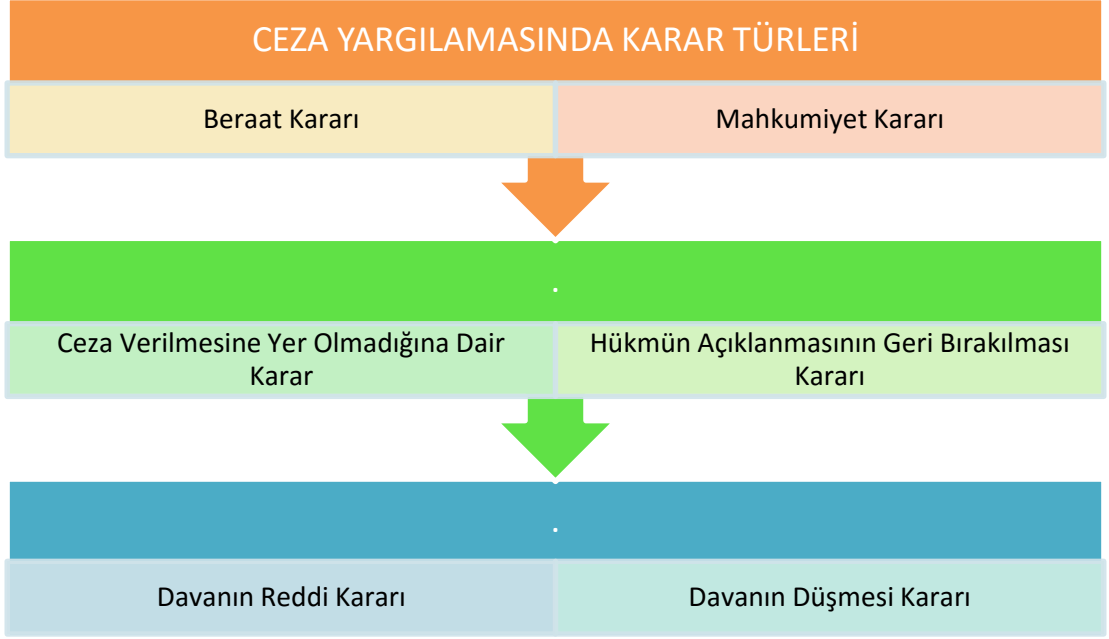 CEZA YARGILAMASINDA KARAR TÜRLERİ
Beraat Kararı
Mahkumiyet Kararı
.
Ceza Verilmesine Yer Olmadığına Dair
Karar
Hükmün Açıklanmasının Geri Bırakılması
Kararı
.
Davanın Reddi Kararı
Davanın Düşmesi Kararı